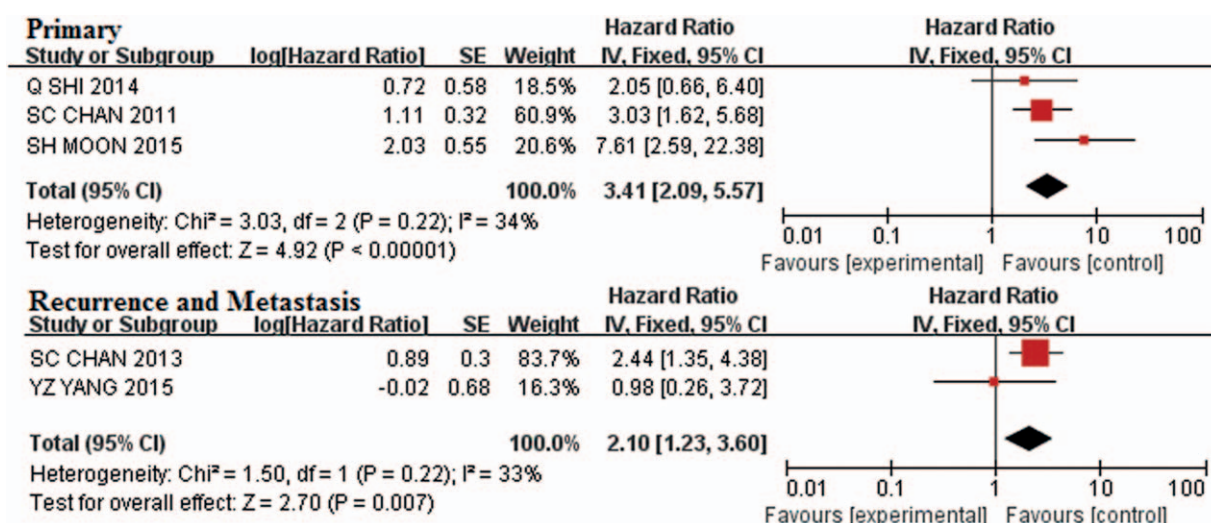 Primary Hazard Ratio Hazard Ratio
Study or Subgroup log[Hazard Ratio] SE Weight IV, Fixed, 95% CI IV, Fixed, 95% CI
Q SHI 2014 0.72 0.58 18.5% 2.05 [0.66, 6.40]
SC CHAN 2011 1.11 0.32 60.9% 3.03 [1.62, 5.68]
SH MOON 2015 2.03 0.55 20.6% 7.61 [2.59, 22.38]
Total (95% CI) 100.0% 3.41 [2.09, 5.57]
Heterogeneity: Chi² = 3.03, df = 2 (P = 0.22); I² = 34%
Test for overall effect: Z = 4.92 (P < 0.00001)
0.01 0.1 1 10 100
Favours [experimental] Favours [control]
Recurrence and Metastasis Hazard Ratio Hazard Ratio
Study or Subgroup log[Hazard Ratio] SE Weight IV, Fixed, 95% CI IV, Fixed, 95% CI
SC CHAN 2013 0.89 0.3 83.7% 2.44 [1.35, 4.38]
YZ YANG 2015 -0.02 0.68 16.3% 0.98 [0.26, 3.72]
Total (95% CI) 100.0% 2.10 [1.23, 3.60]
Heterogeneity: Chi² = 1.50, df = 1 (P = 0.22); I² = 33%
Test for overall effect: Z = 2.70 (P = 0.007)
0.01 0.1 1 10 100
Favours [experimental] Favours [control]